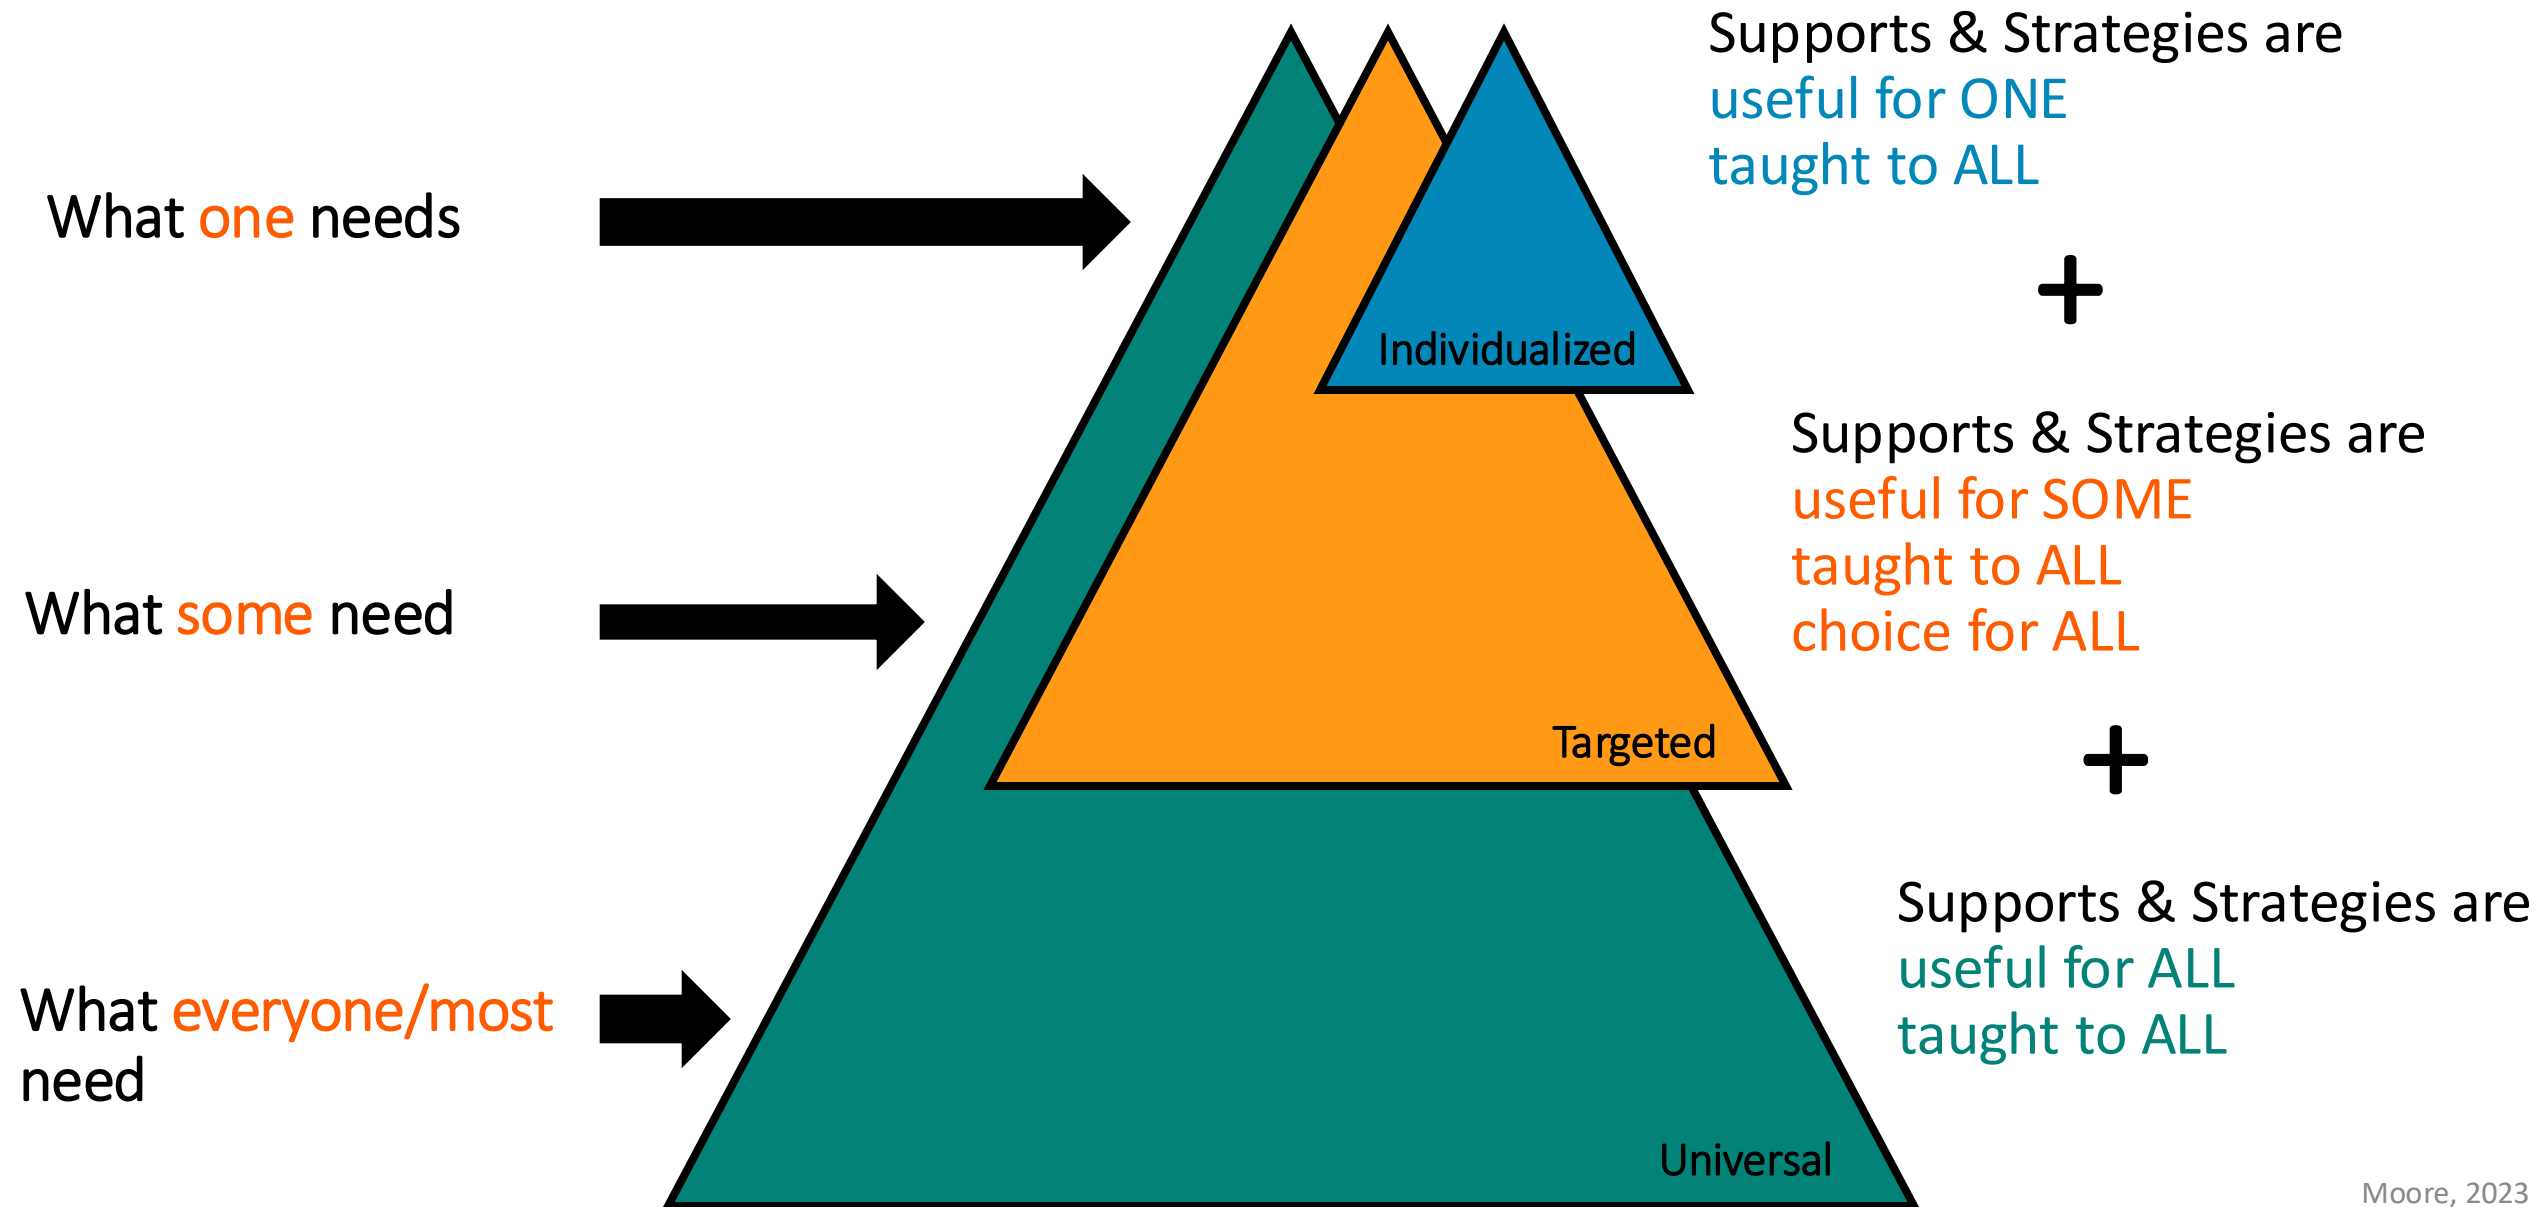 Supports & Strategies are
useful for ONE
taught to ALL
What one needs
+
Individualized
Supports & Strategies are
useful for SOME
taught to ALL
choice for ALL
What some need
Targeted
+
Supports & Strategies are
useful for ALL
taught to ALL
What everyone/most
need
Universal
Moore, 2023